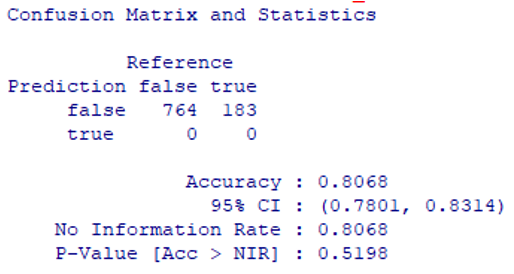 Confusion Matrix and Statistics
Reference
Prediction false true
false 764 183
true 0 0
Accuracy : 0.8068
95% CI : (0.7801, 0.8314)
No Information Rate : 0.8068
P-Value [Acc > NIR] : 0.5198